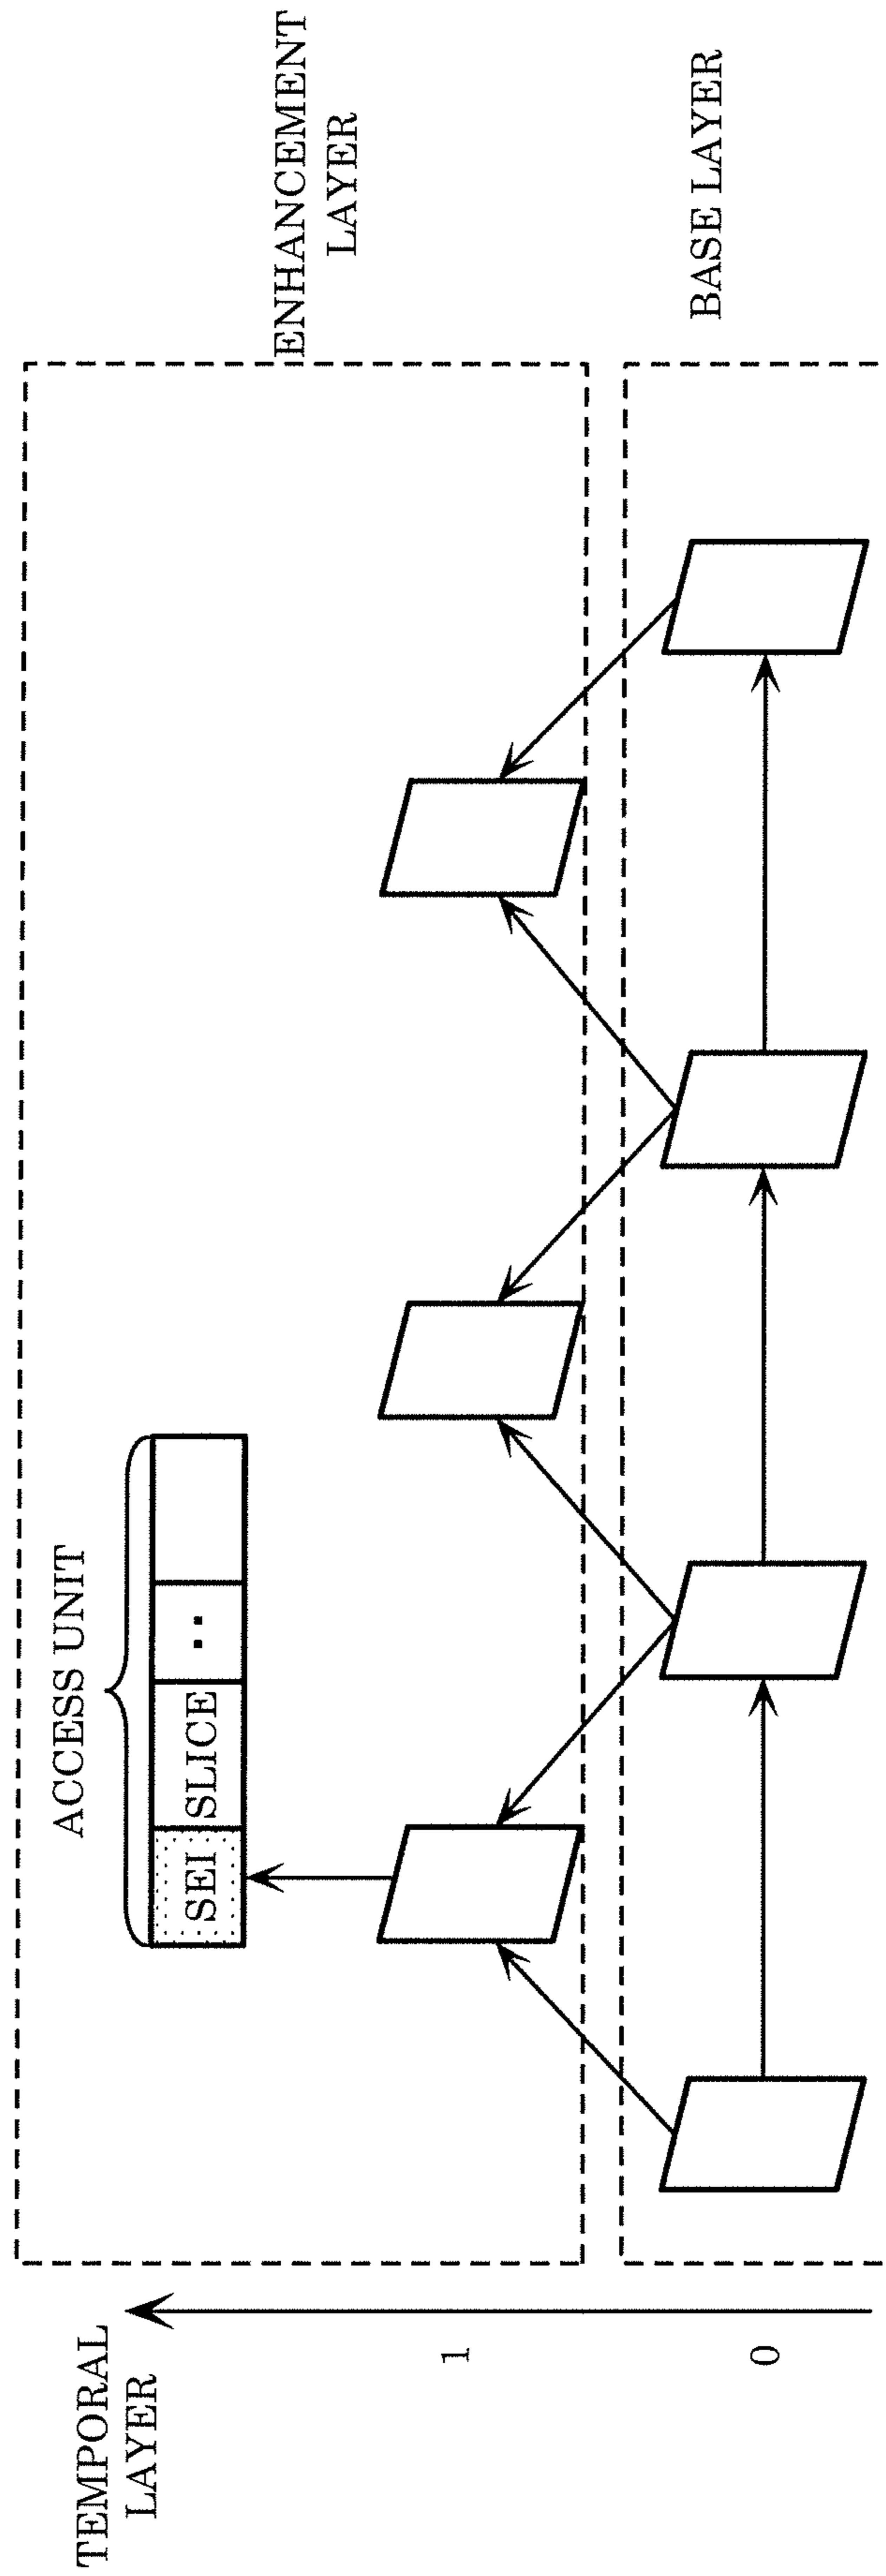 TEMPORAL
LAYER
1
0
ACCESS UNIT
SEI SLICE ..
ENHANCEMENT
LAYER
BASE LAYER